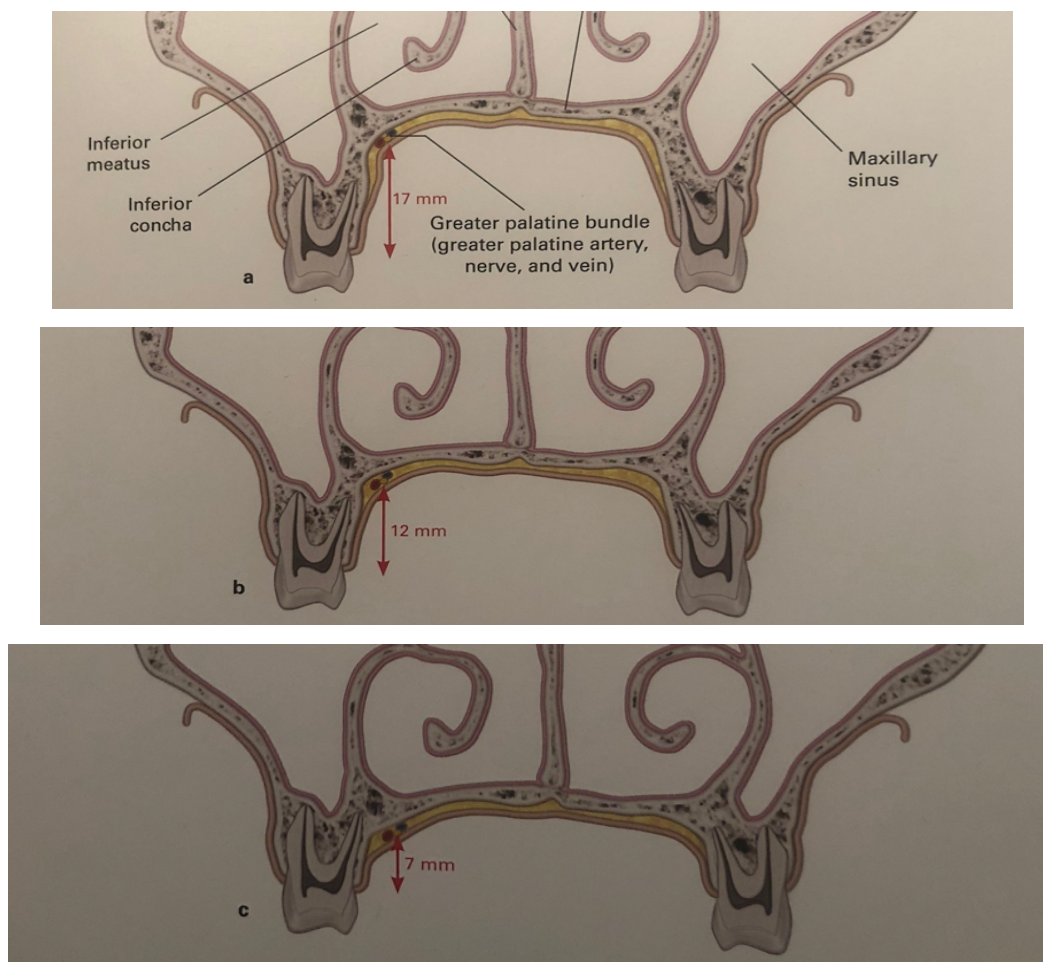 Inferior
meatus
Inferior
concha
17 mm
Greater palatine bundle
(greater palatine artery,
nerve, and vein)
Maxillary
sinus
a
12 mm
b
7 mm
c